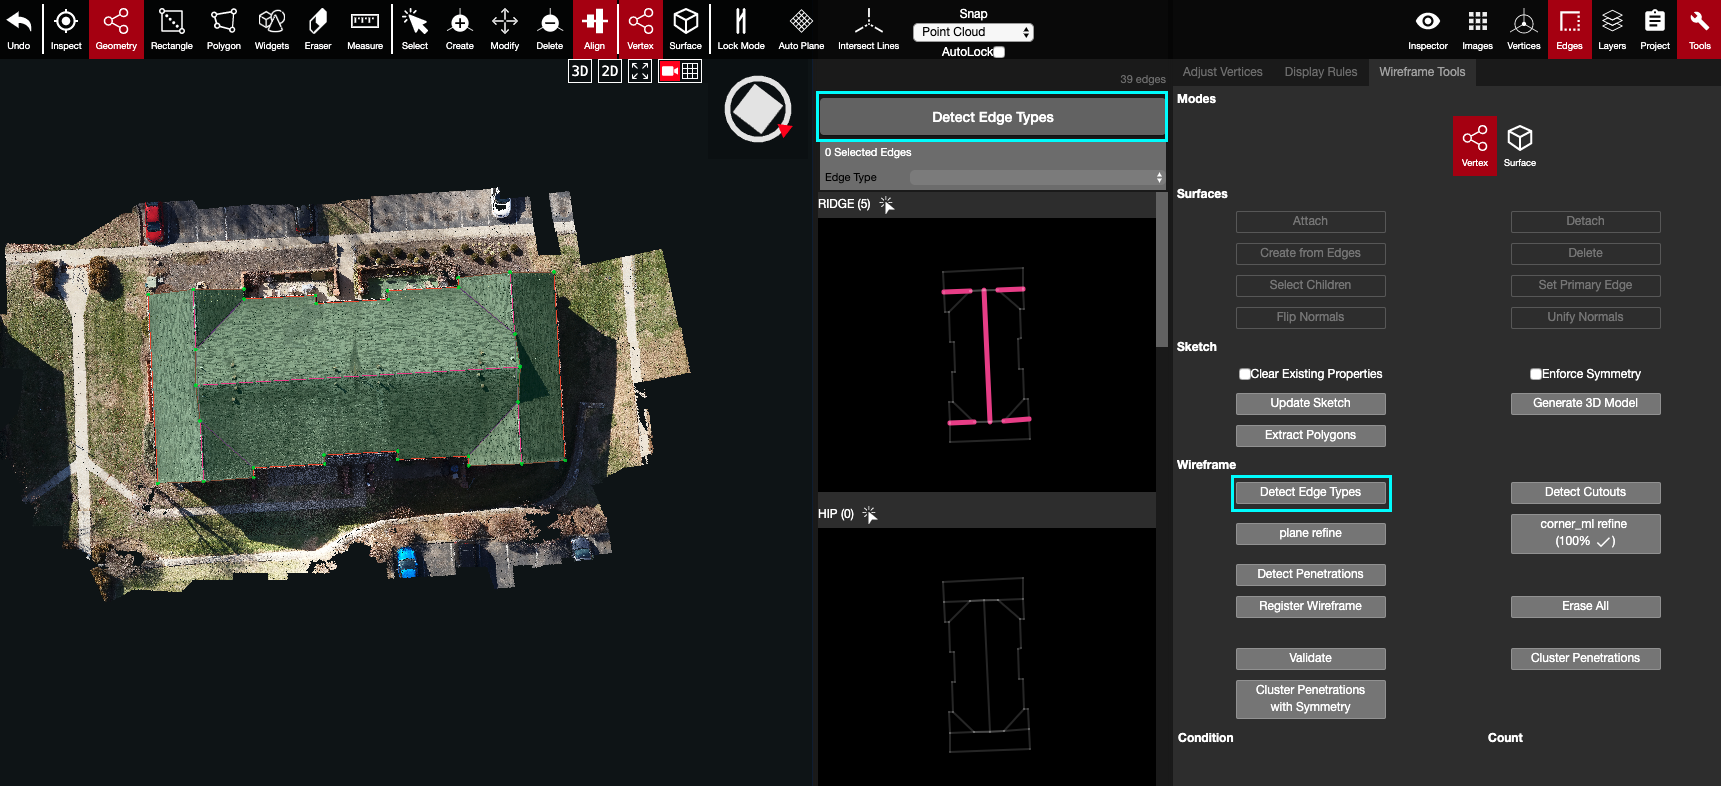 Undo
Inspect
Geometry
Rectangle
Polygon
Widgets
Eraser
Measure
Select
Create
Modify
Delete
Align
Vertex
Surface
Lock Mode
Auto Plane
Intersect Lines
Snap
Point Cloud
AutoLock
Inspector
Images
Vertices
Edges
Layers
Project
Tools
3D
2D
39 edges
Detect Edge Types
0 Selected Edges
Edge Type
RIDGE (5)
HIP (0)
Adjust Vertices
Display Rules
Wireframe Tools
Modes
Vertex
Surface
Surfaces
Attach
Detach
Create from Edges
Delete
Select Children
Set Primary Edge
Flip Normals
Unify Normals
Sketch
Clear Existing Properties
Enforce Symmetry
Update Sketch
Generate 3D Model
Extract Polygons
Wireframe
Detect Edge Types
Detect Cutouts
plane refine
corner_ml refine
(100% ✓)
Detect Penetrations
Register Wireframe
Erase All
Validate
Cluster Penetrations
Cluster Penetrations
with Symmetry
Condition
Count